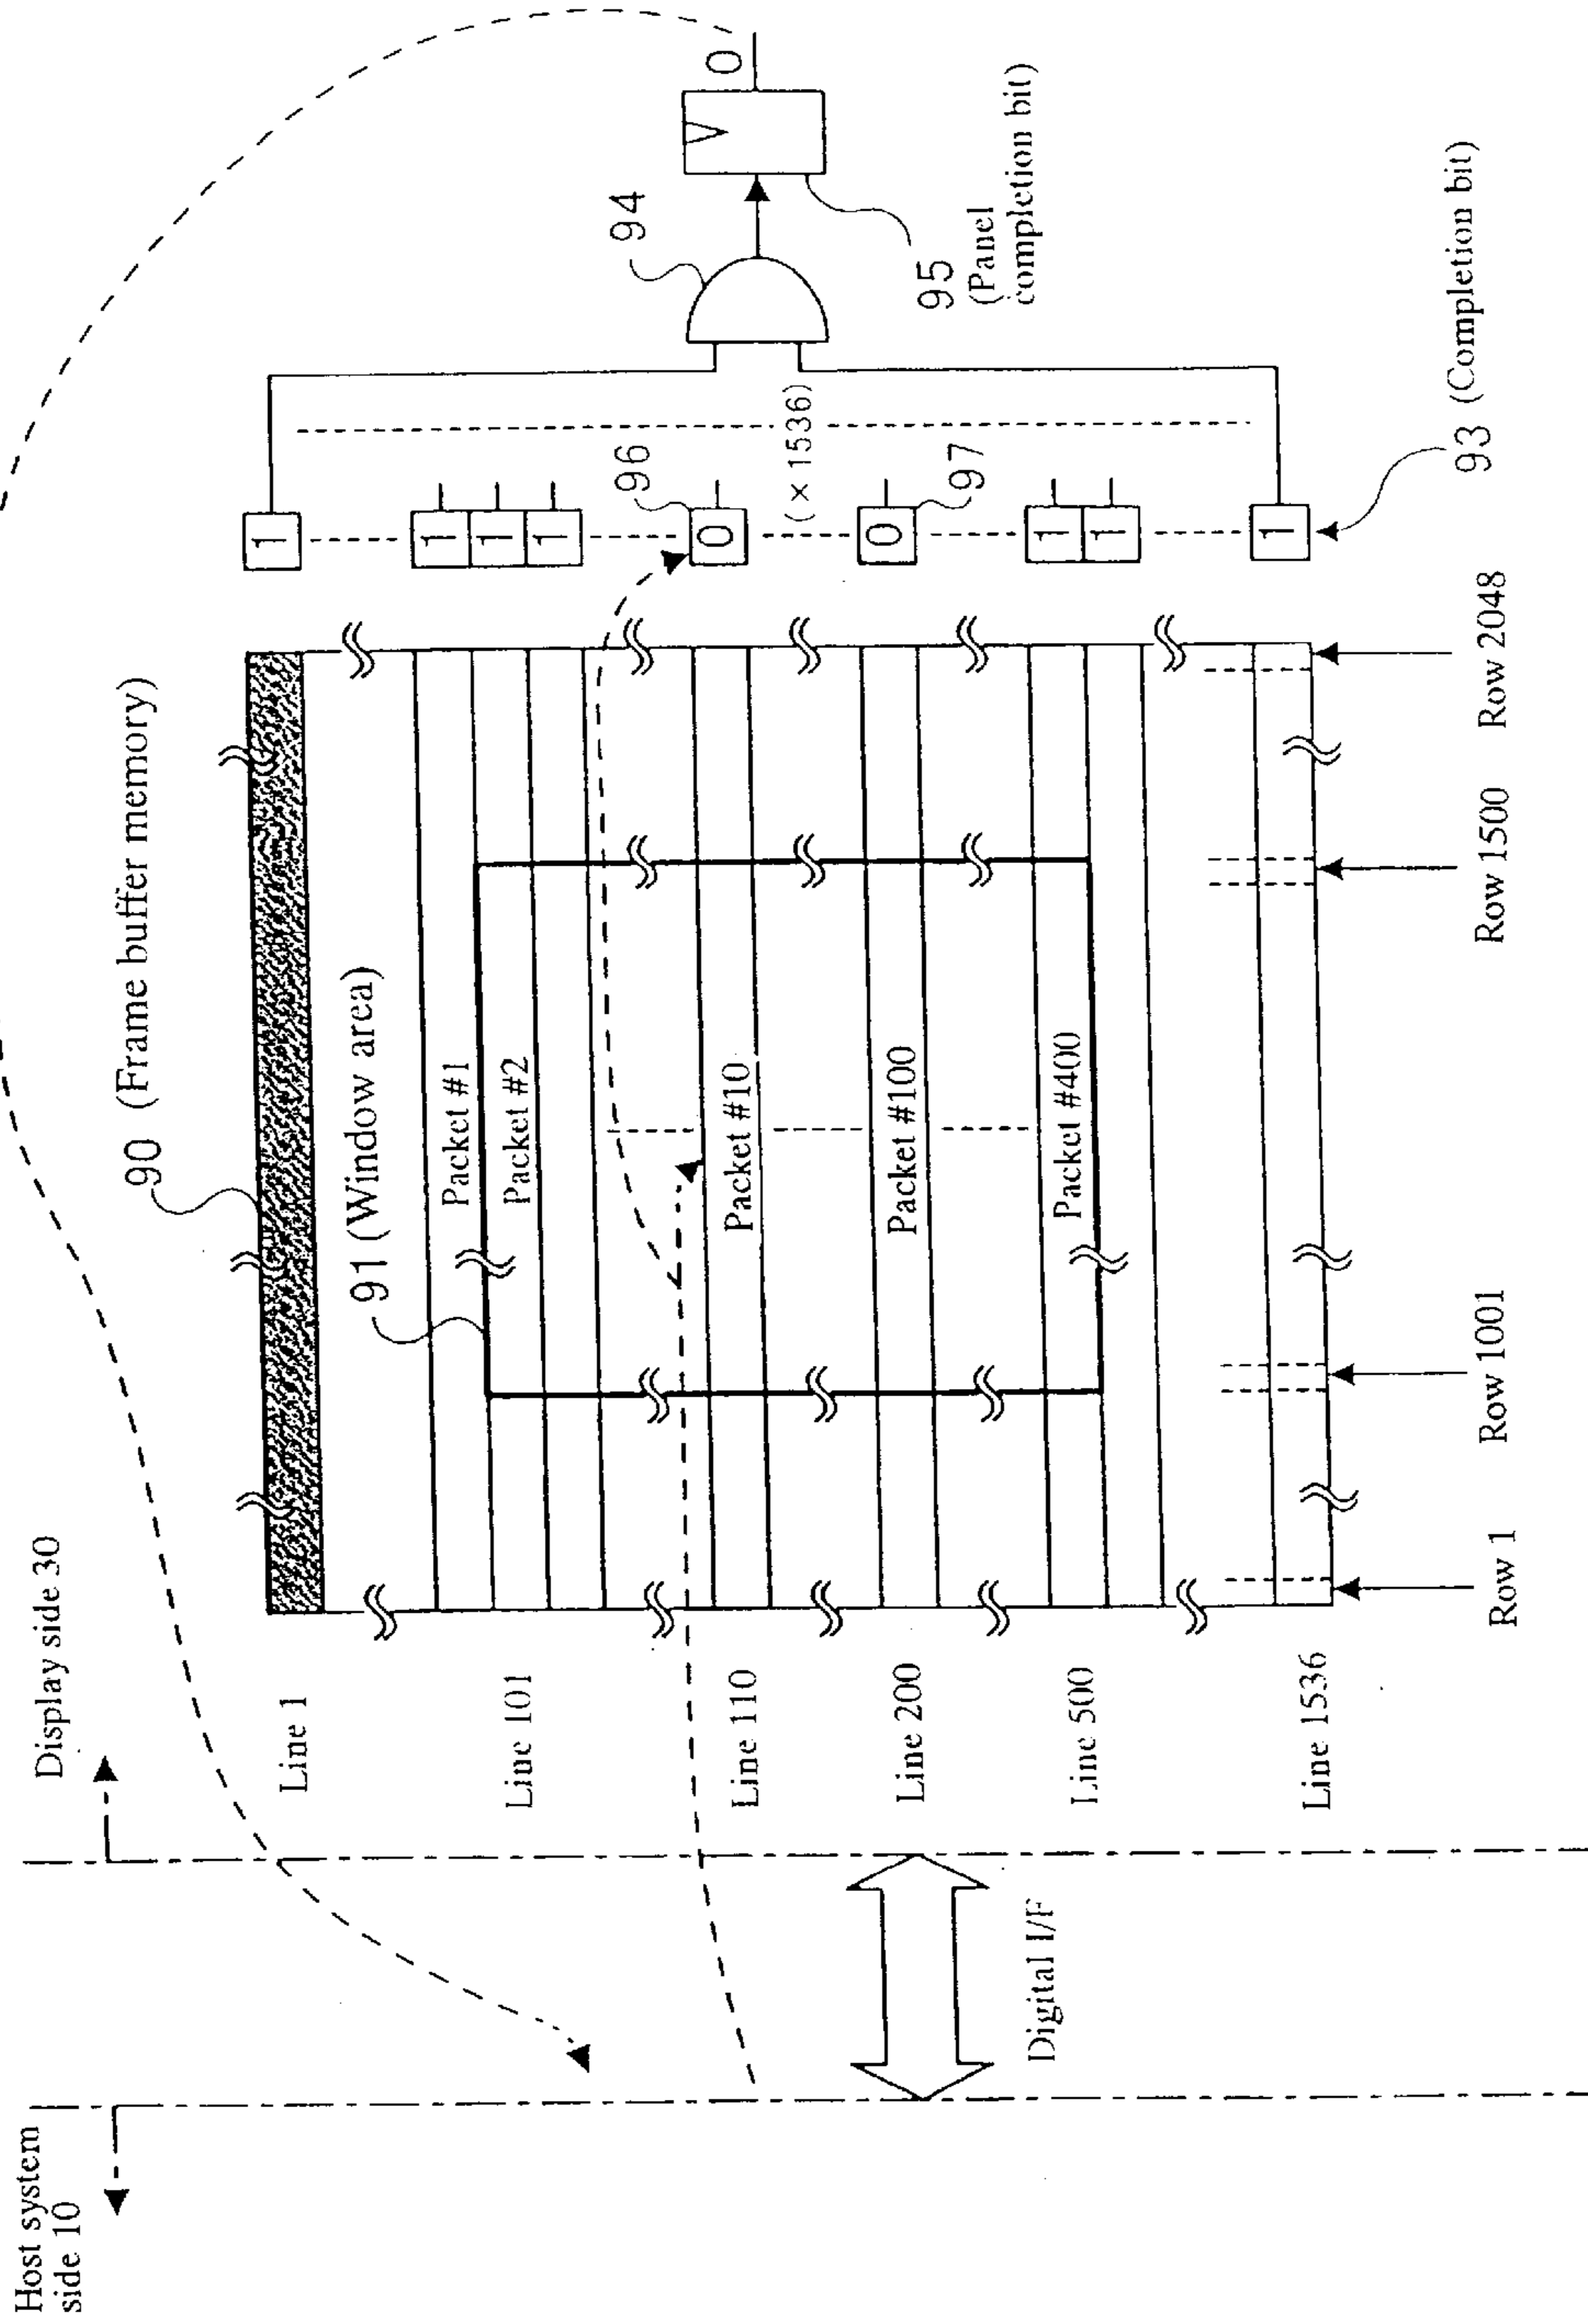 Host system
side 10
Display side 30
90 (Frame buffer memory)
Line 1
91 (Window area)
Packet #1
Line 101
Packet #2
Line 110
Packet #10
Line 200
Packet #100
Line 500
Packet #400
Line 1536
Digital I/F
Row 1
Row 1001
Row 1500
Row 2048
1
1
1
1
0
96
(×1536)
0
97
1
1
1
93 (Completion bit)
94
95
(Panel
completion bit)
0